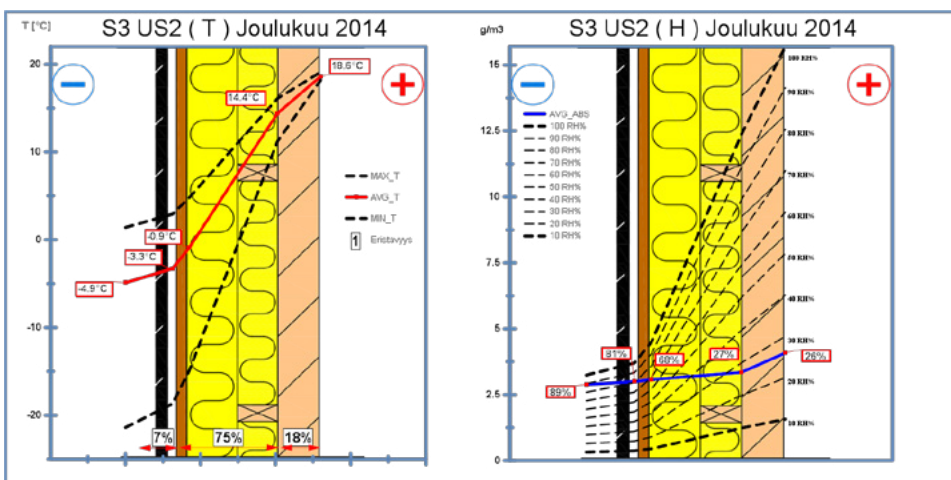 T [°C]
S3 US2 ( T ) Joulukuu 2014
20
10
0
-10
-20
18.6°C
14.4°C
-0.9°C
-3.3°C
-4.9°C
MAX_T
AVG_T
MIN_T
1 Eristavyys
7% 75% 18%
g/m3
S3 US2 ( H ) Joulukuu 2014
15
12.5
10
7.5
5
2.5
0
AVG_ABS
100 RH%
90 RH%
80 RH%
70 RH%
60 RH%
50 RH%
40 RH%
30 RH%
20 RH%
10 RH%
100 RH%
90 RH%
80 RH%
70 RH%
60 RH%
50 RH%
40 RH%
30 RH%
20 RH%
10 RH%
89%
81%
68%
27%
26%